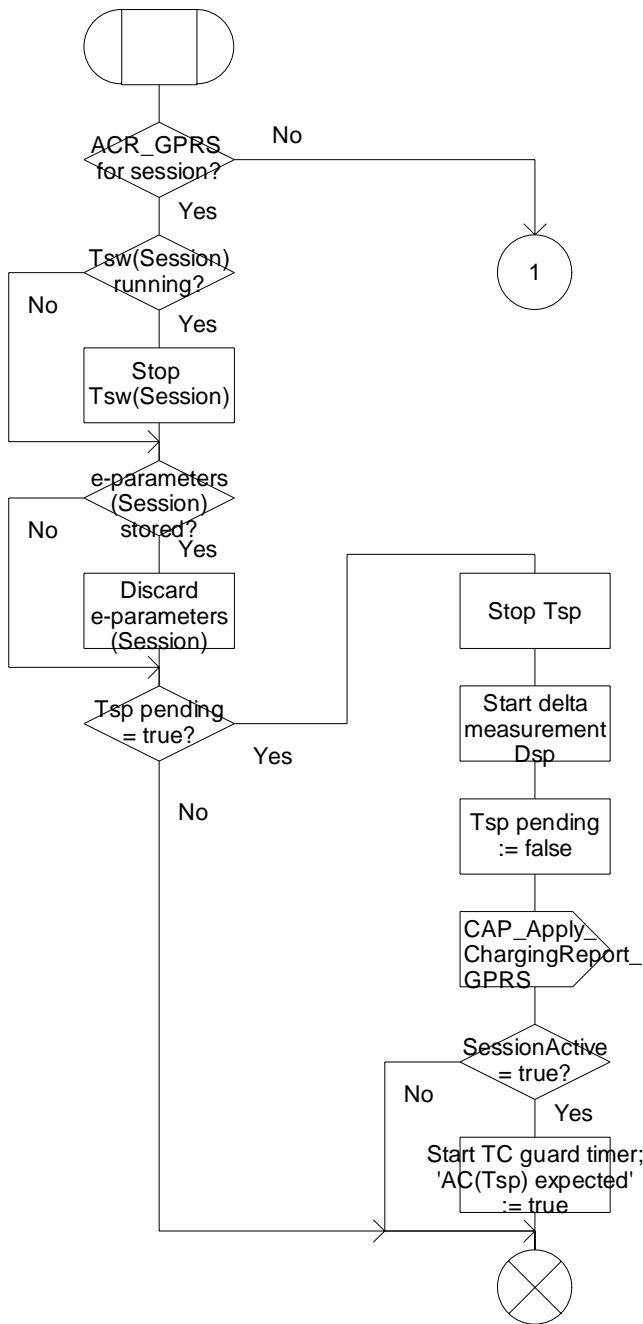 ACR_GPRS
for session?
No
Yes
Tsw(Session)
running?
1
No
Yes
Stop
Tsw(Session)
e-parameters
(Session)
stored?
No
Yes
Discard
e-parameters
(Session)
Stop Tsp
Tsp pending
= true?
Yes
No
Start delta
measurement
Dsp
Tsp pending
:= false
CAP_Apply_
ChargingReport_
GPRS
SessionActive
= true?
No
Yes
Start TC guard timer;
'AC(Tsp) expected'
:= true